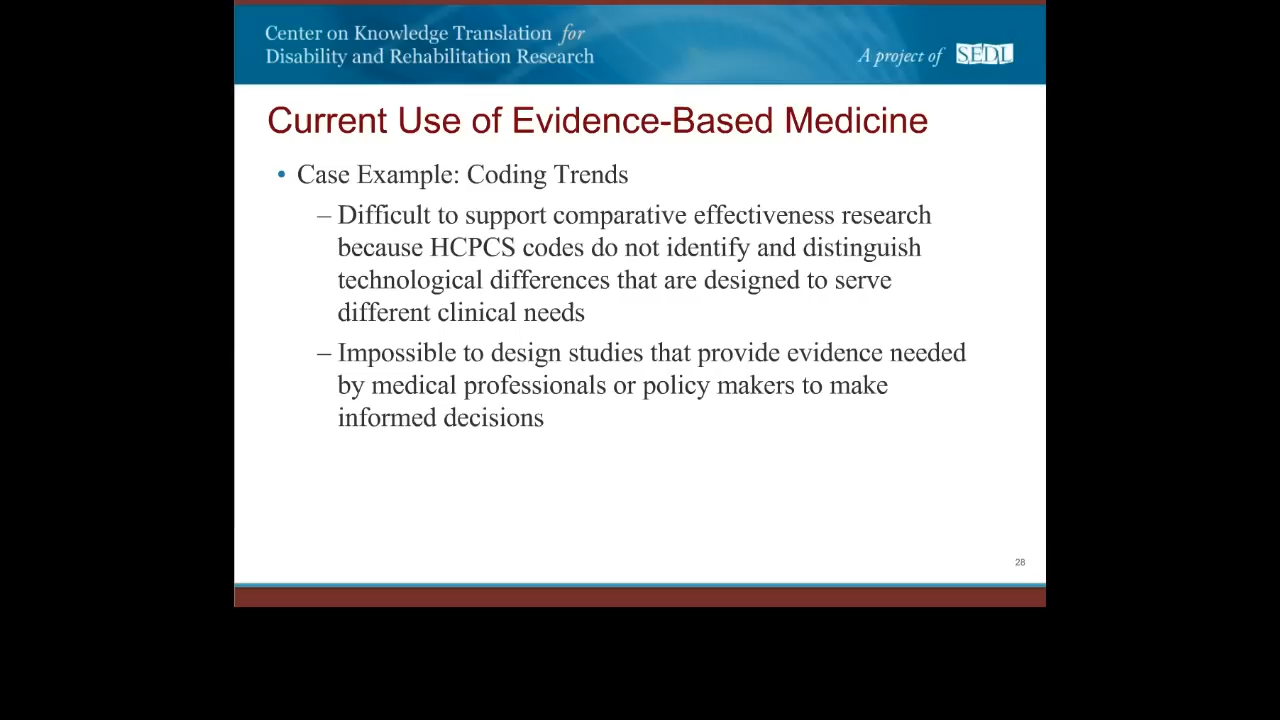 Center on Knowledge Translation for
Disability and Rehabilitation Research
A project of SEDL
Current Use of Evidence-Based Medicine
• Case Example: Coding Trends
– Difficult to support comparative effectiveness research
because HCPCS codes do not identify and distinguish
technological differences that are designed to serve
different clinical needs
– Impossible to design studies that provide evidence needed
by medical professionals or policy makers to make
informed decisions
28